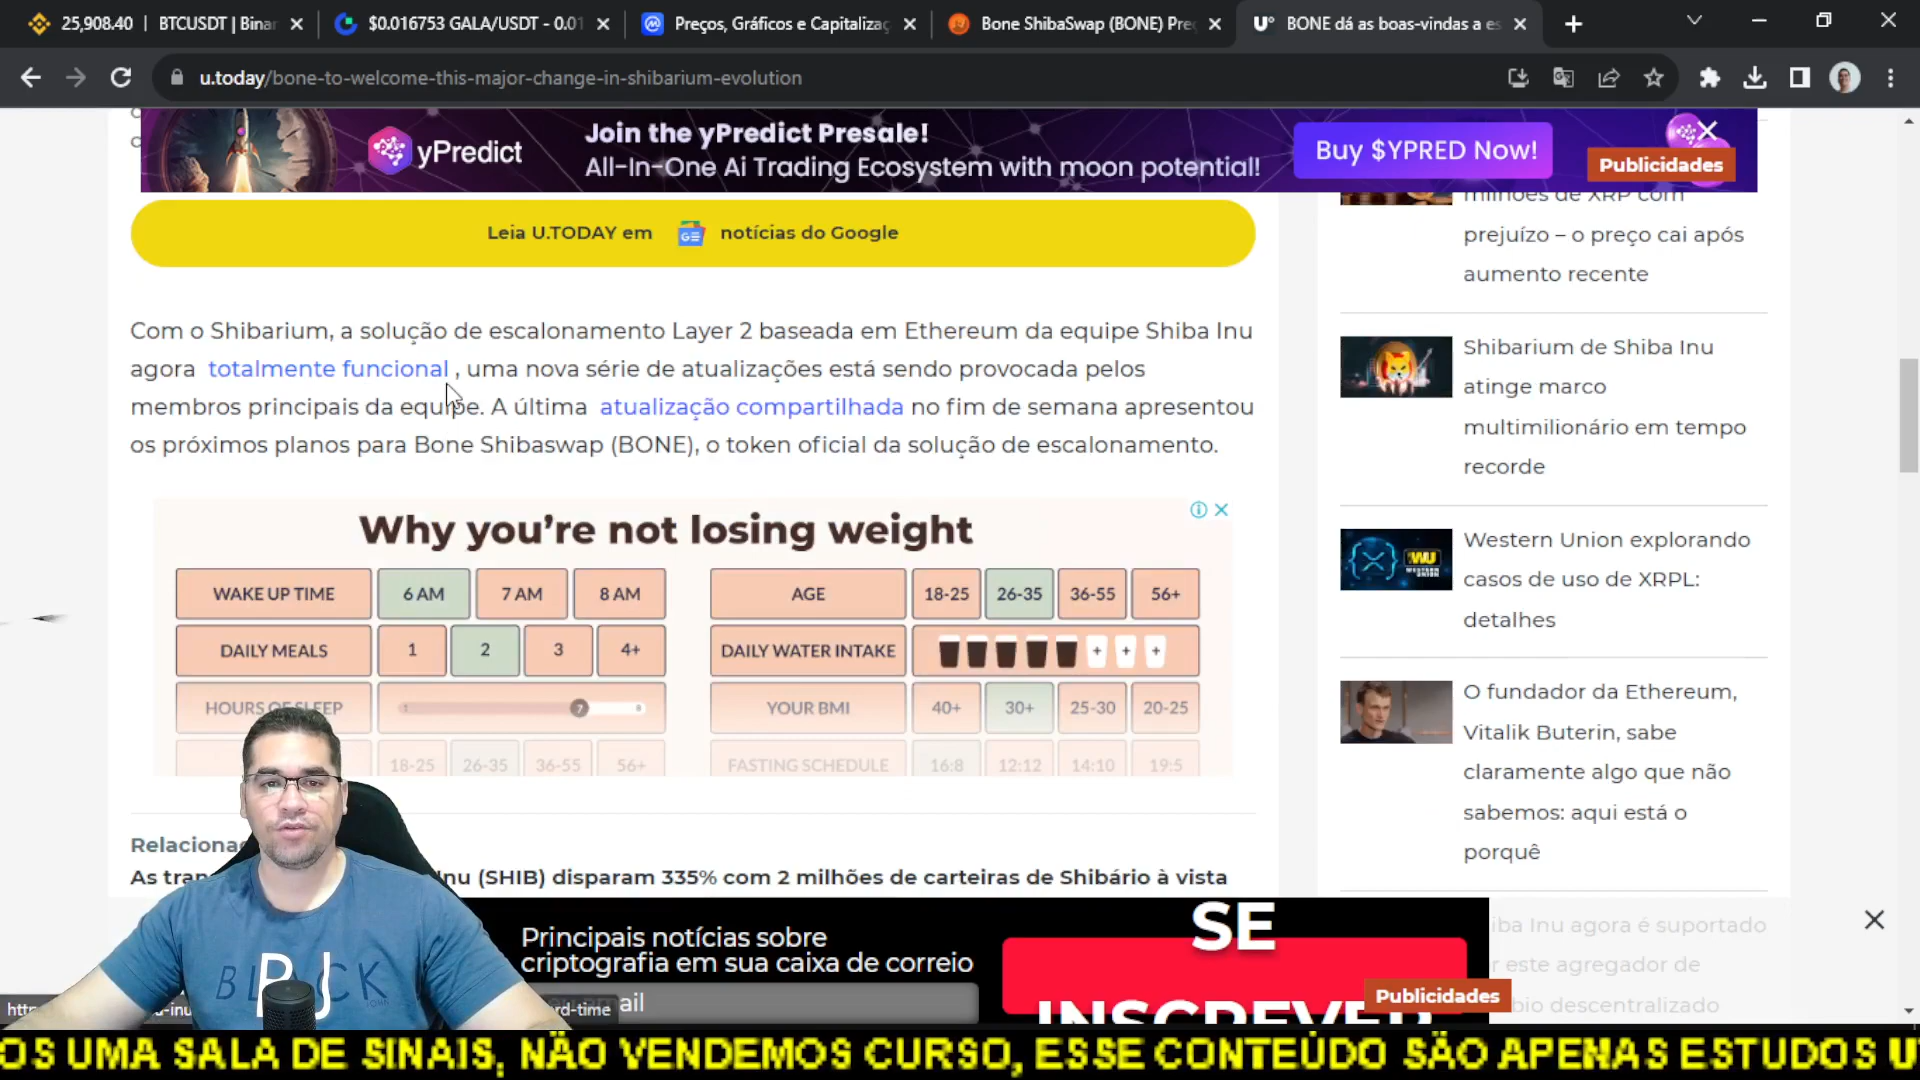 25,908.40 | BTCUSDT | Binan
$0.016753 GALA/USDT - 0.01
Preços, Gráficos e Capitalizaç
Bone ShibaSwap (BONE) Pre
BONE dá as boas-vindas a es
u.today/bone-to-welcome-this-major-change-in-shibarium-evolution
Join the yPredict Presale!
yPredict
All-In-One Ai Trading Ecosystem with moon potential!
Buy $YPRED Now!
Publicidades
Leia U.TODAY em GE notícias do Google
Com o Shibarium, a solução de escalonamento Layer 2 baseada em Ethereum da equipe Shiba Inu
agora totalmente funcional , uma nova série de atualizações está sendo provocada pelos
membros principais da equipe. A última atualização compartilhada no fim de semana apresentou
os próximos planos para Bone Shibaswap (BONE), o token oficial da solução de escalonamento.
Why you're not losing weight
WAKE UP TIME 6 AM 7 AM 8 AM
DAILY MEALS 1 2 3 4+
HOURS OF SLEEP 7 8
18-25 26-35 36-55 56+
AGE 18-25 26-35 36-55 56+
DAILY WATER INTAKE + + +
YOUR BMI 40+ 30+ 25-30 20-25
FASTING SCHEDULE 16:8 12:12 14:10 19:5
Relaciona
As tran Inu (SHIB) disparam 335% com 2 milhões de carteiras de Shibário à vista
milhões de XRP com
prejuízo – o preço cai após
aumento recente
Shibarium de Shiba Inu
atinge marco
multimilionário em tempo
recorde
WU
Western Union explorando
casos de uso de XRPL:
detalhes
O fundador da Ethereum,
Vitalik Buterin, sabe
claramente algo que não
sabemos: aqui está o
porquê
iba Inu agora é suportado
r este agregador de
bio descentralizado
Principais notícias sobre
criptografia em sua caixa de correio
mail
SE
INSCREVER
Publicidades
BLACK
PJ
rd-time
OS UMA SALA DE SINAIS, NÃO VENDEMOS CURSO, ESSE CONTEÚDO SÃO APENAS ESTUDOS U